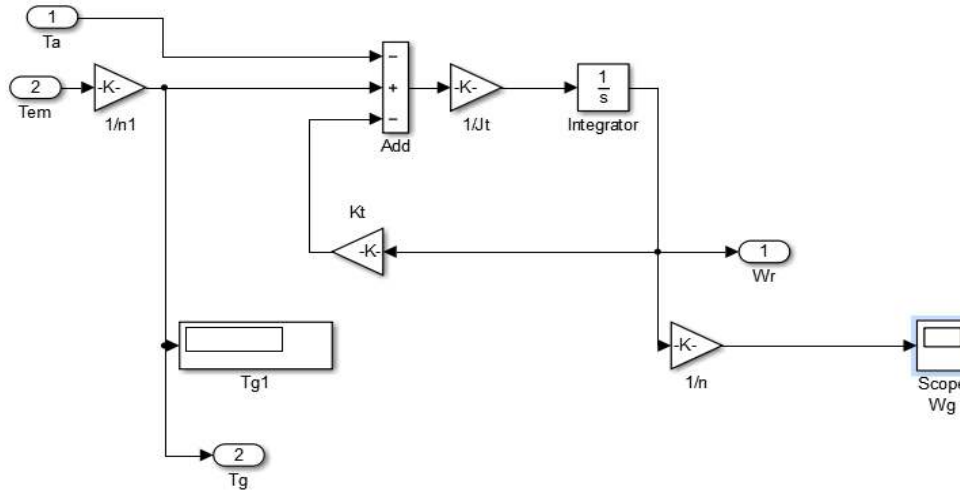 1
Ta
2
Tem
-K-
1/n1
−
+
−
Add
-K-
1/Jt
1
s
Integrator
Kt
-K-
1
Wr
-K-
1/n
Scope
Wg
Tg1
2
Tg